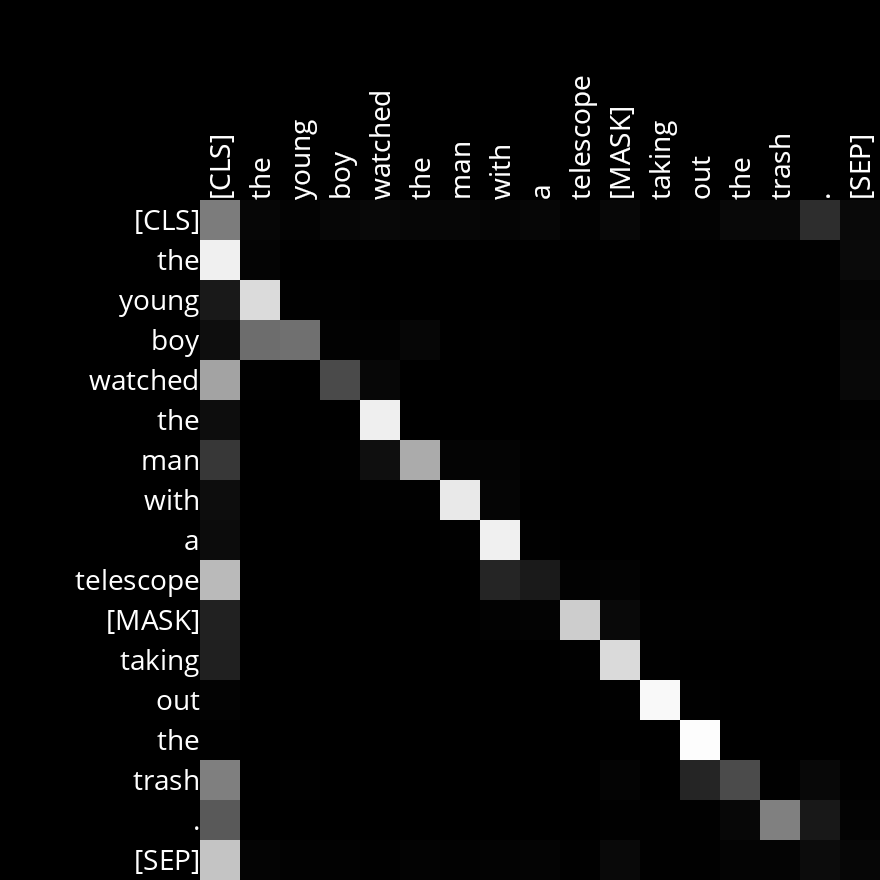 [CLS]
the
young
boy
watched
the
man
with
a
telescope
[MASK]
taking
out
the
trash
.
[SEP]
[CLS]
the
young
boy
watched
the
man
with
a
telescope
[MASK]
taking
out
the
trash
.
[SEP]